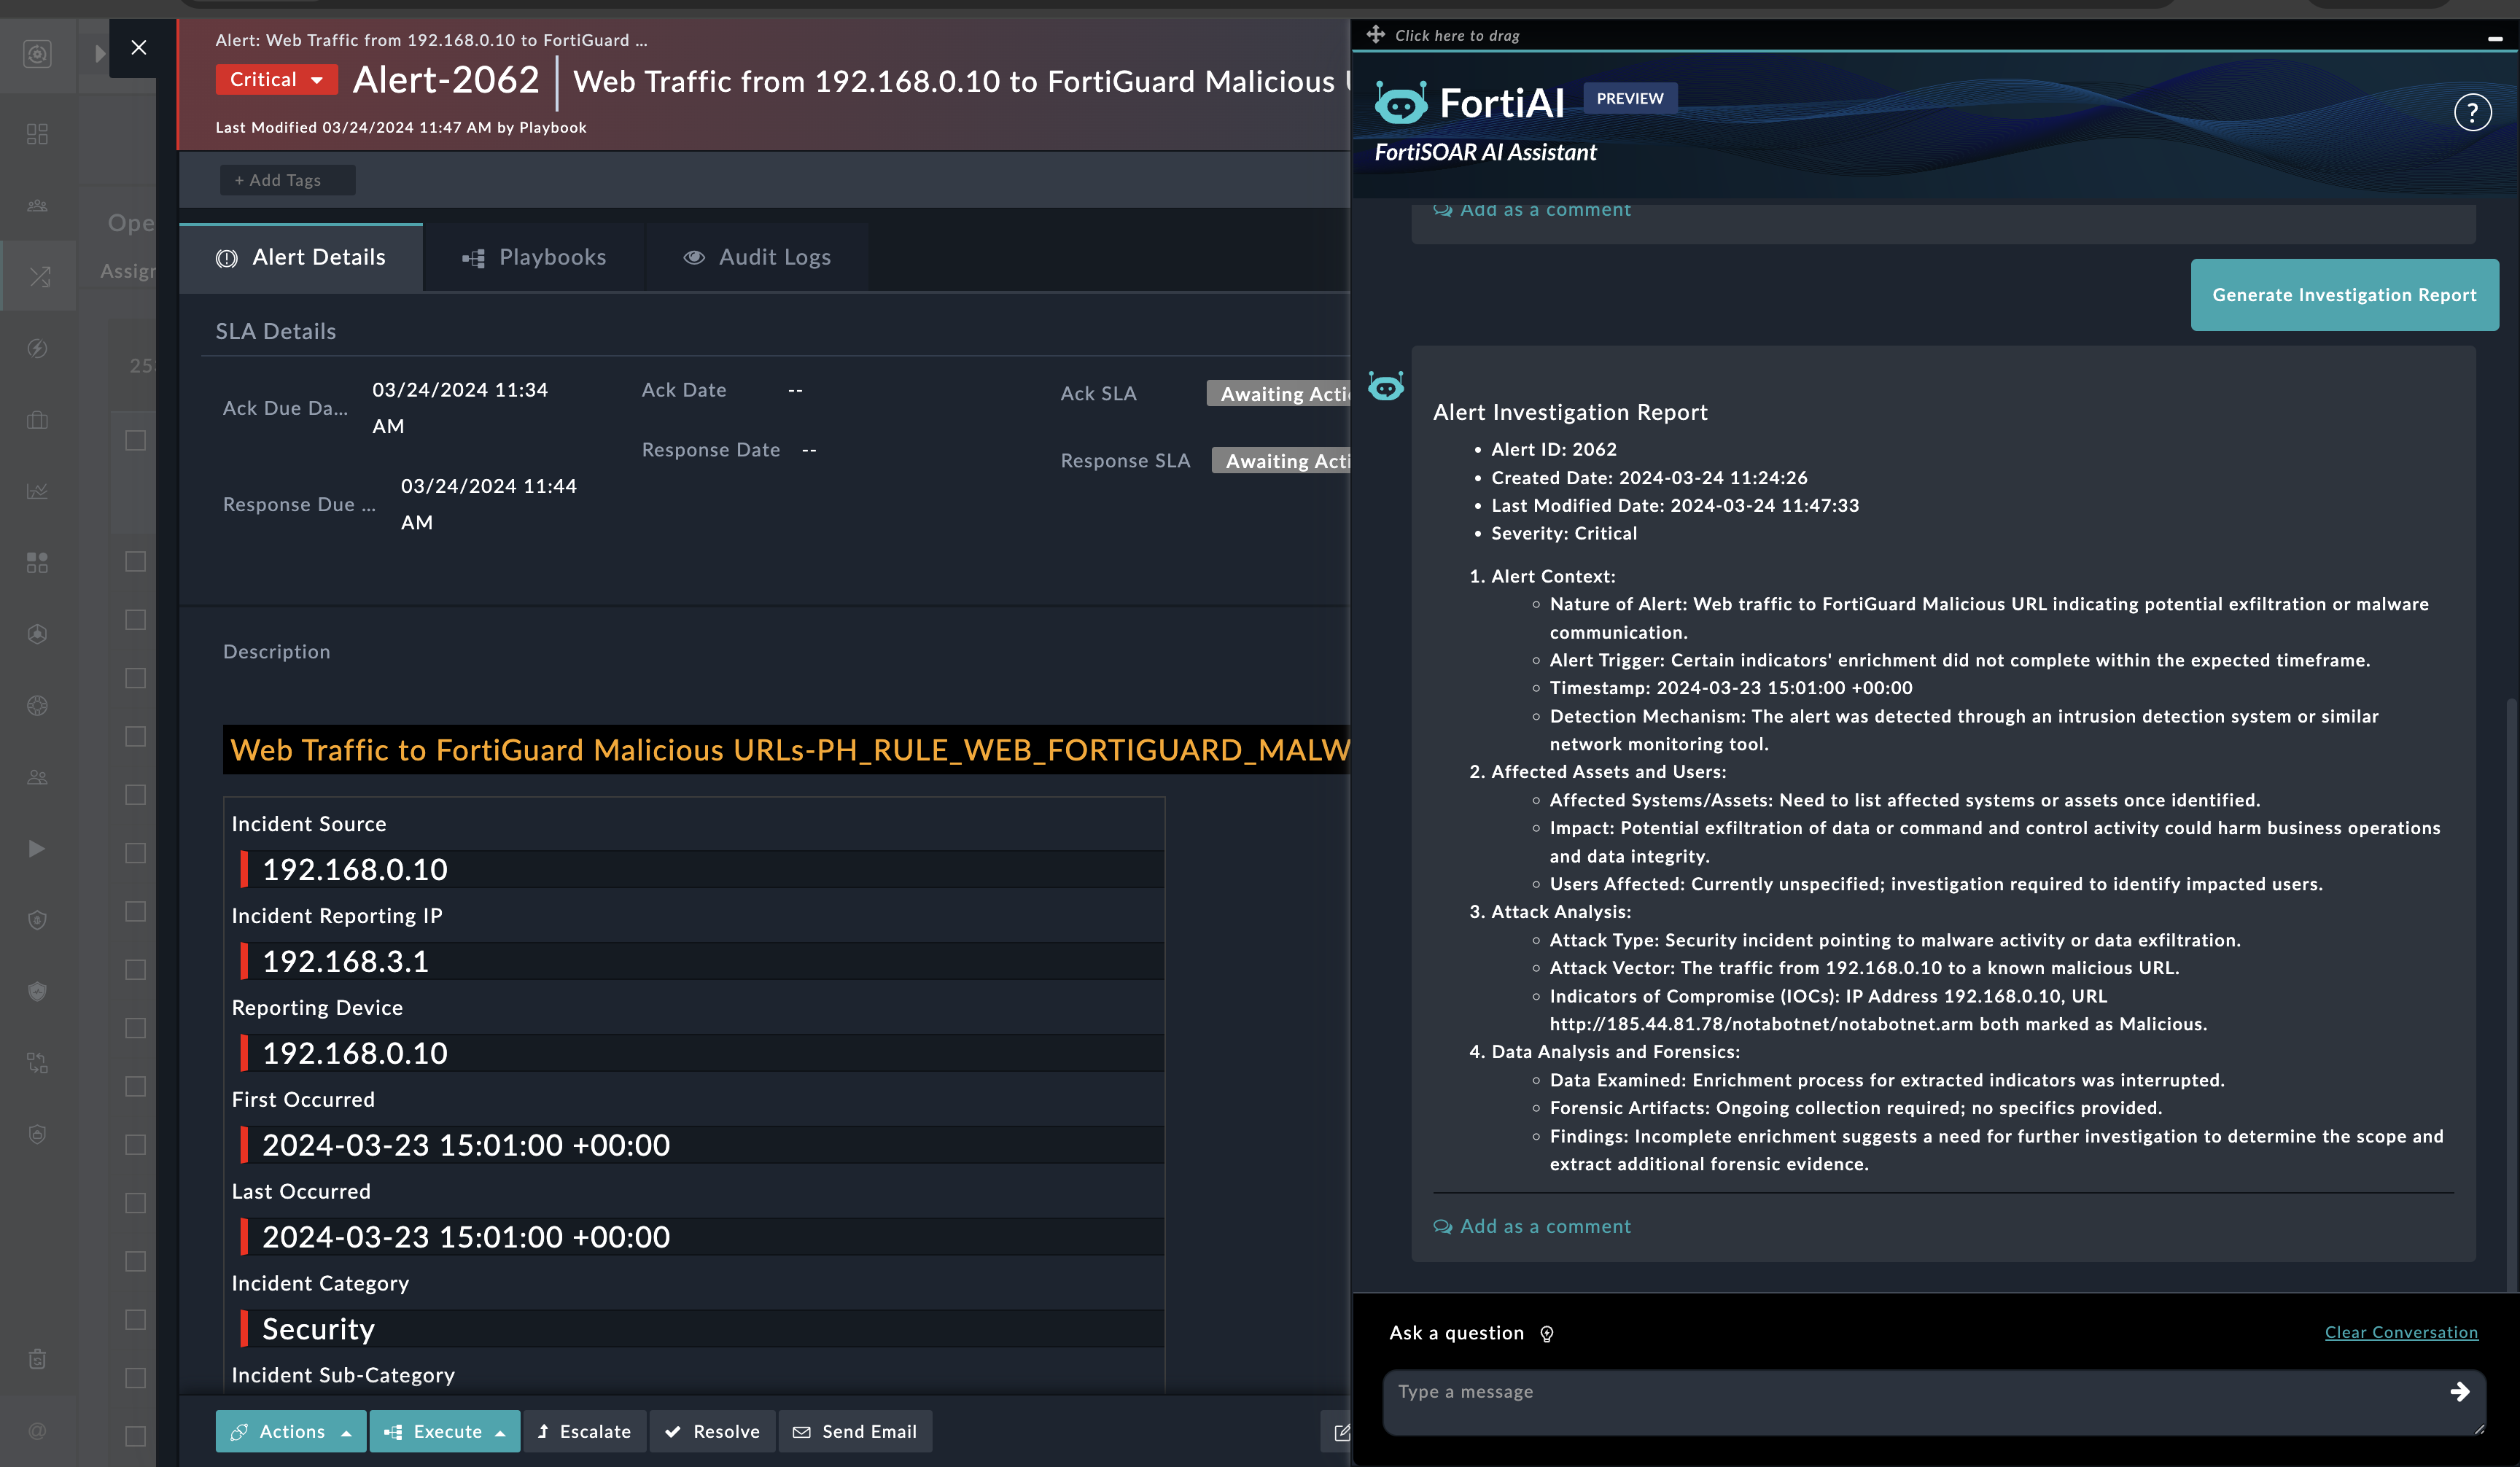 Alert: Web Traffic from 192.168.0.10 to FortiGuard ...
Critical
Alert-2062
Web Traffic from 192.168.0.10 to FortiGuard Malicious
Last Modified 03/24/2024 11:47 AM by Playbook
+ Add Tags
Alert Details
Playbooks
Audit Logs
SLA Details
Ack Due Da...
03/24/2024 11:34
AM
Ack Date
--
Ack SLA
Awaiting Acti
Response Due ...
03/24/2024 11:44
AM
Response Date
--
Response SLA
Awaiting Acti
Description
Web Traffic to FortiGuard Malicious URLs-PH_RULE_WEB_FORTIGUARD_MALW
Incident Source
192.168.0.10
Incident Reporting IP
192.168.3.1
Reporting Device
192.168.0.10
First Occurred
2024-03-23 15:01:00 +00:00
Last Occurred
2024-03-23 15:01:00 +00:00
Incident Category
Security
Incident Sub-Category
Actions
Execute
Escalate
Resolve
Send Email
Ope
Assign
25
Click here to drag
FortiAI
PREVIEW
FortiSOAR AI Assistant
?
Add as a comment
Generate Investigation Report
Alert Investigation Report
• Alert ID: 2062
• Created Date: 2024-03-24 11:24:26
• Last Modified Date: 2024-03-24 11:47:33
• Severity: Critical
1. Alert Context:
◦ Nature of Alert: Web traffic to FortiGuard Malicious URL indicating potential exfiltration or malware
communication.
◦ Alert Trigger: Certain indicators' enrichment did not complete within the expected timeframe.
◦ Timestamp: 2024-03-23 15:01:00 +00:00
◦ Detection Mechanism: The alert was detected through an intrusion detection system or similar
network monitoring tool.
2. Affected Assets and Users:
◦ Affected Systems/Assets: Need to list affected systems or assets once identified.
◦ Impact: Potential exfiltration of data or command and control activity could harm business operations
and data integrity.
◦ Users Affected: Currently unspecified; investigation required to identify impacted users.
3. Attack Analysis:
◦ Attack Type: Security incident pointing to malware activity or data exfiltration.
◦ Attack Vector: The traffic from 192.168.0.10 to a known malicious URL.
◦ Indicators of Compromise (IOCs): IP Address 192.168.0.10, URL
http://185.44.81.78/notabotnet/notabotnet.arm both marked as Malicious.
4. Data Analysis and Forensics:
◦ Data Examined: Enrichment process for extracted indicators was interrupted.
◦ Forensic Artifacts: Ongoing collection required; no specifics provided.
◦ Findings: Incomplete enrichment suggests a need for further investigation to determine the scope and
extract additional forensic evidence.
Add as a comment
Ask a question
Clear Conversation
Type a message